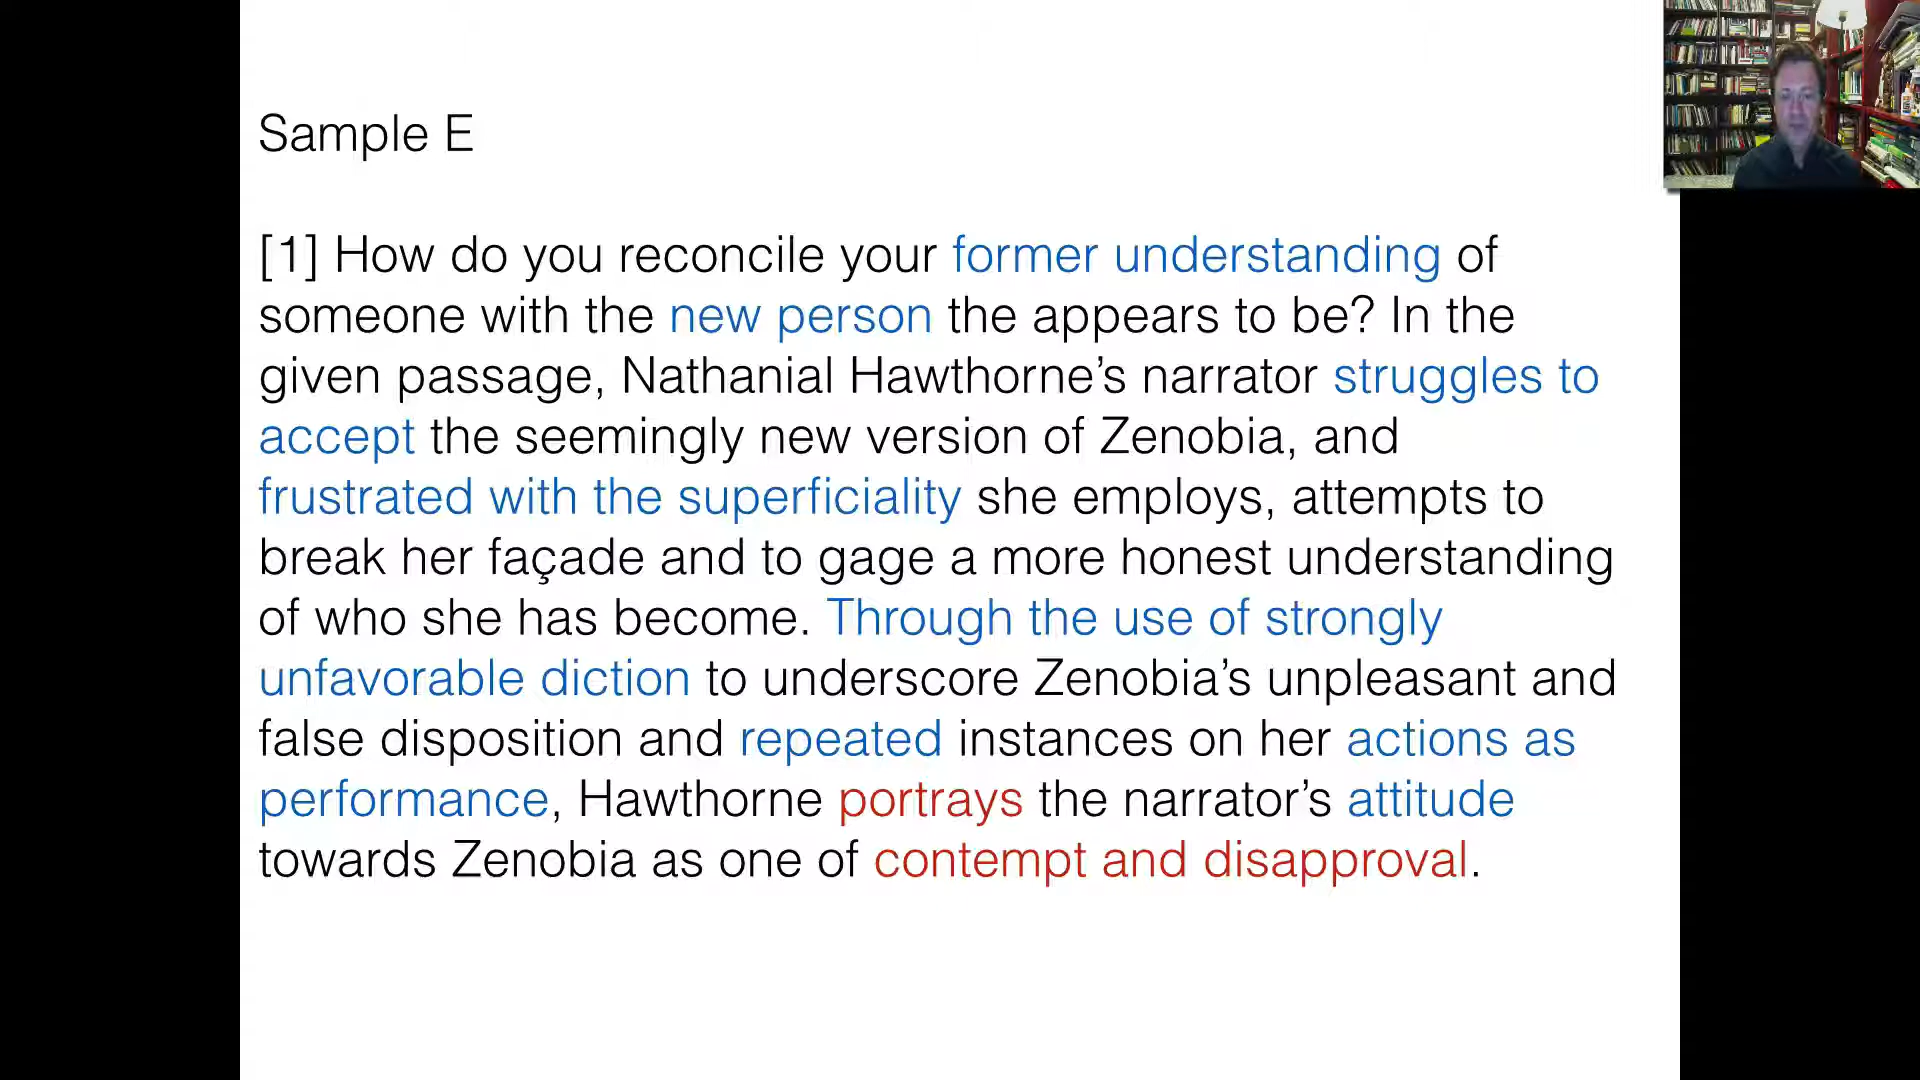 Sample E
[1] How do you reconcile your former understanding of
someone with the new person the appears to be? In the
given passage, Nathanial Hawthorne’s narrator struggles to
accept the seemingly new version of Zenobia, and
frustrated with the superficiality she employs, attempts to
break her façade and to gage a more honest understanding
of who she has become. Through the use of strongly
unfavorable diction to underscore Zenobia’s unpleasant and
false disposition and repeated instances on her actions as
performance, Hawthorne portrays the narrator’s attitude
towards Zenobia as one of contempt and disapproval.